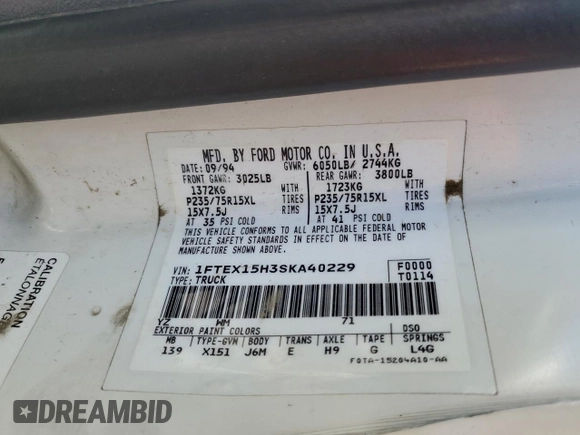 MFD. BY FORD MOTOR CO. IN U.S.A.
DATE: 09/94 GVWR: 6050LB/ 2744KG
FRONT GAWR: 3025LB REAR GAWR: 3800LB
1372KG WITH 1723KG WITH
P235/75R15XL TIRES P235/75R15XL TIRES
15X7.5J RIMS 15X7.5J RIMS
AT 35 PSI COLD AT 41 PSI COLD
THIS VEHICLE CONFORMS TO ALL APPLICABLE FEDERAL MOTOR
VEHICLE SAFETY STANDARDS IN EFFECT ON THE DATE OF
MANUFACTURE SHOWN ABOVE.
VIN: 1FTEX15H3SKA40229 F0000
TYPE: TRUCK T0114
YZ WM 71
EXTERIOR PAINT COLORS DSO
WB TYPE-GVW BODY TRANS AXLE TAPE SPRINGS
139 X151 J6M E H9 G L4G
F0TA-15204A10-AA
CALIBRATION
DREAMBID